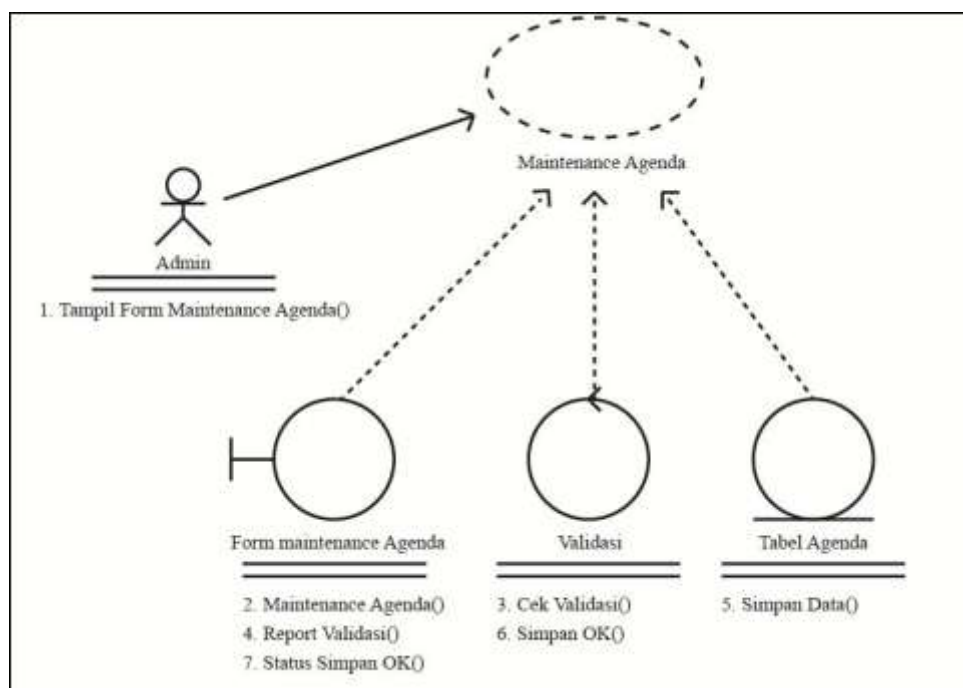 Maintenance Agenda
Admin
1. Tampil Form Maintenance Agenda()
Form maintenance Agenda
2. Maintenance Agenda()
4. Report Validasi()
7. Status Simpan OK()
Validasi
3. Cek Validasi()
6. Simpan OK()
Tabel Agenda
5. Simpan Data()